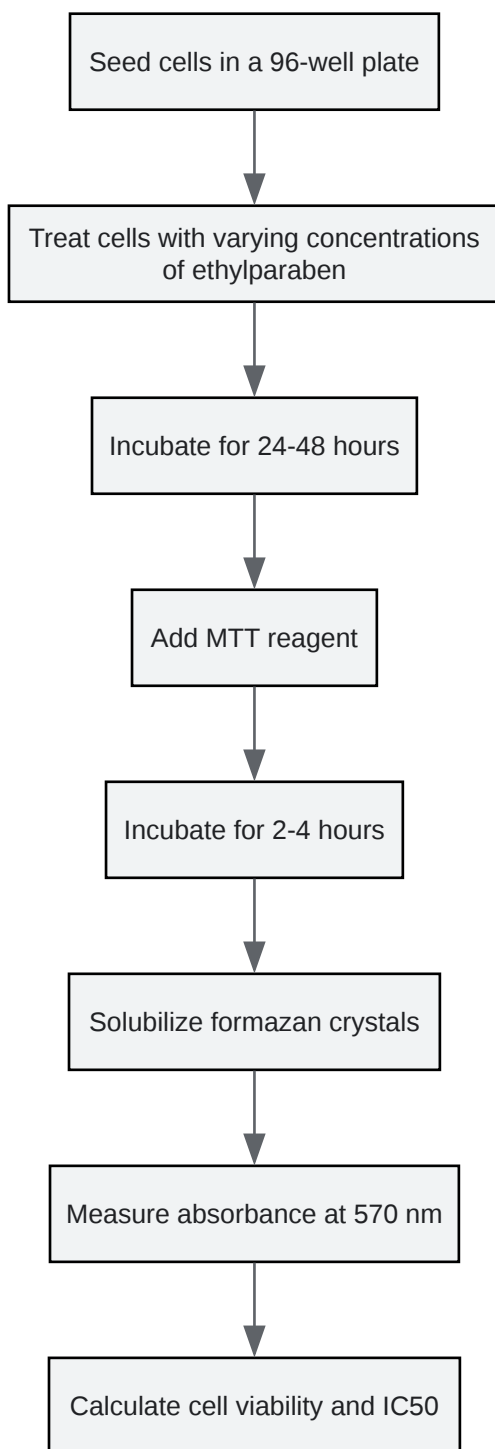 Seed cells in a 96-well plate
Treat cells with varying concentrations
of ethylparaben
Incubate for 24-48 hours
Add MTT reagent
Incubate for 2-4 hours
Solubilize formazan crystals
Measure absorbance at 570 nm
Calculate cell viability and IC50